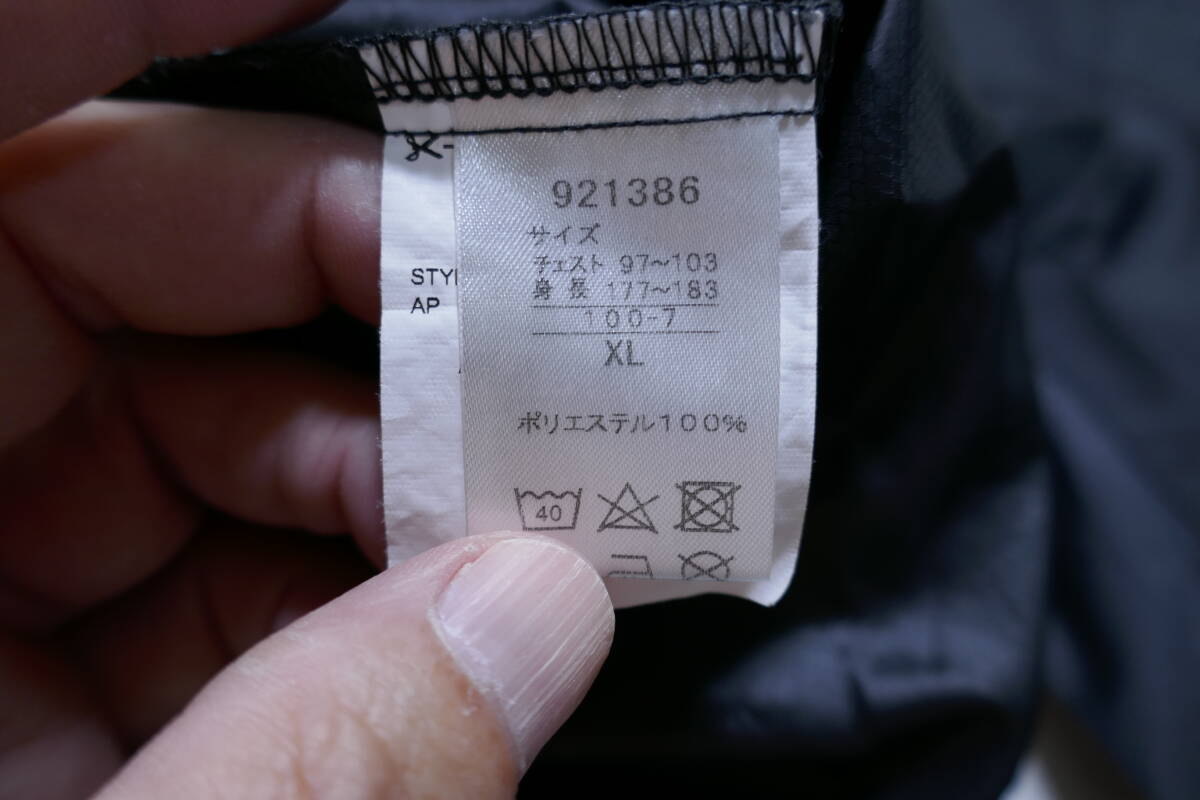 921386
サイズ
チェスト 97～103
身長 177～183
100-7
XL
ポリエステル100%
40
AP